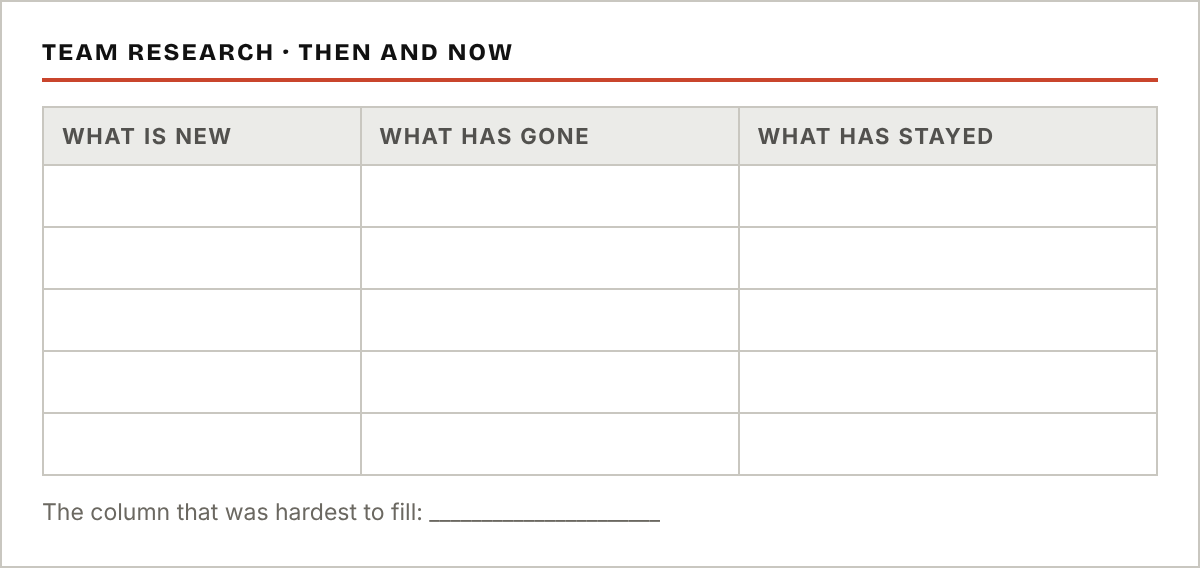 TEAM RESEARCH · THEN AND NOW
WHAT IS NEW WHAT HAS GONE WHAT HAS STAYED
The column that was hardest to fill: ______________________